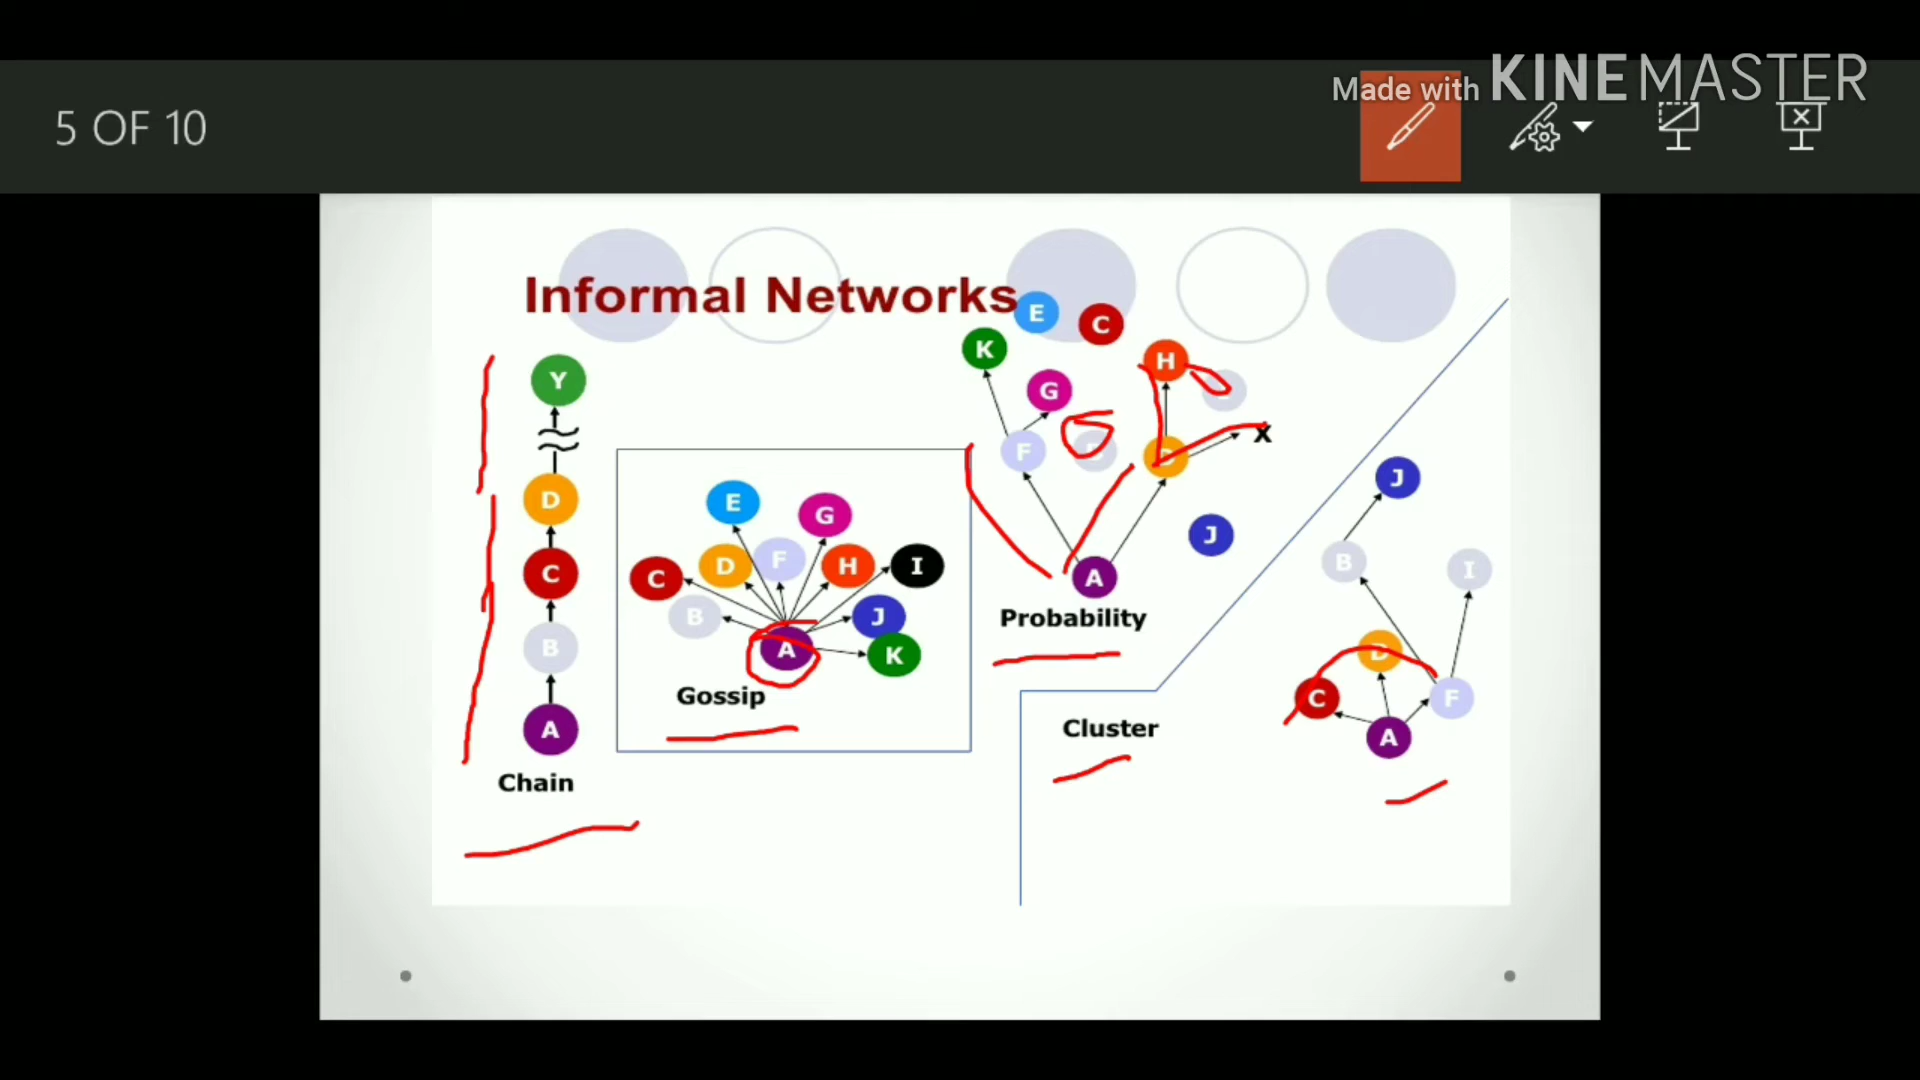 Made with KINEMASTER
5 OF 10
Informal Networks
E
C
K
H
G
F
X
A
J
Probability
Y
D
C
B
A
Chain
E
G
C
D
F
H
I
B
J
A
K
Gossip
Cluster
J
B
I
D
C
F
A